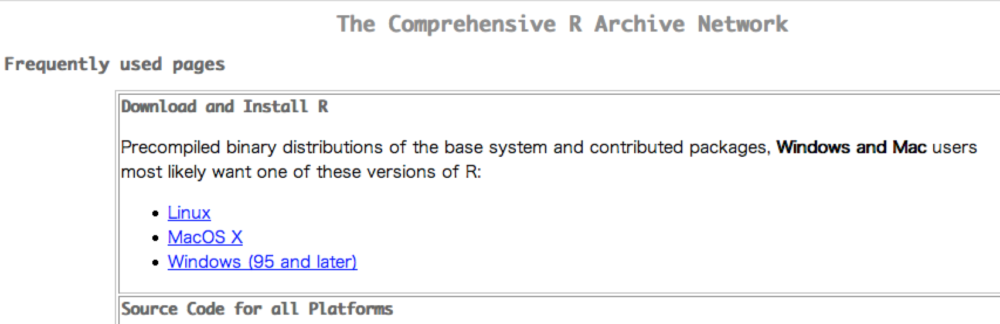 The Comprehensive R Archive Network
Frequently used pages
Download and Install R
Precompiled binary distributions of the base system and contributed packages, Windows and Mac users
most likely want one of these versions of R:
• Linux
• MacOS X
• Windows (95 and later)
Source Code for all Platforms